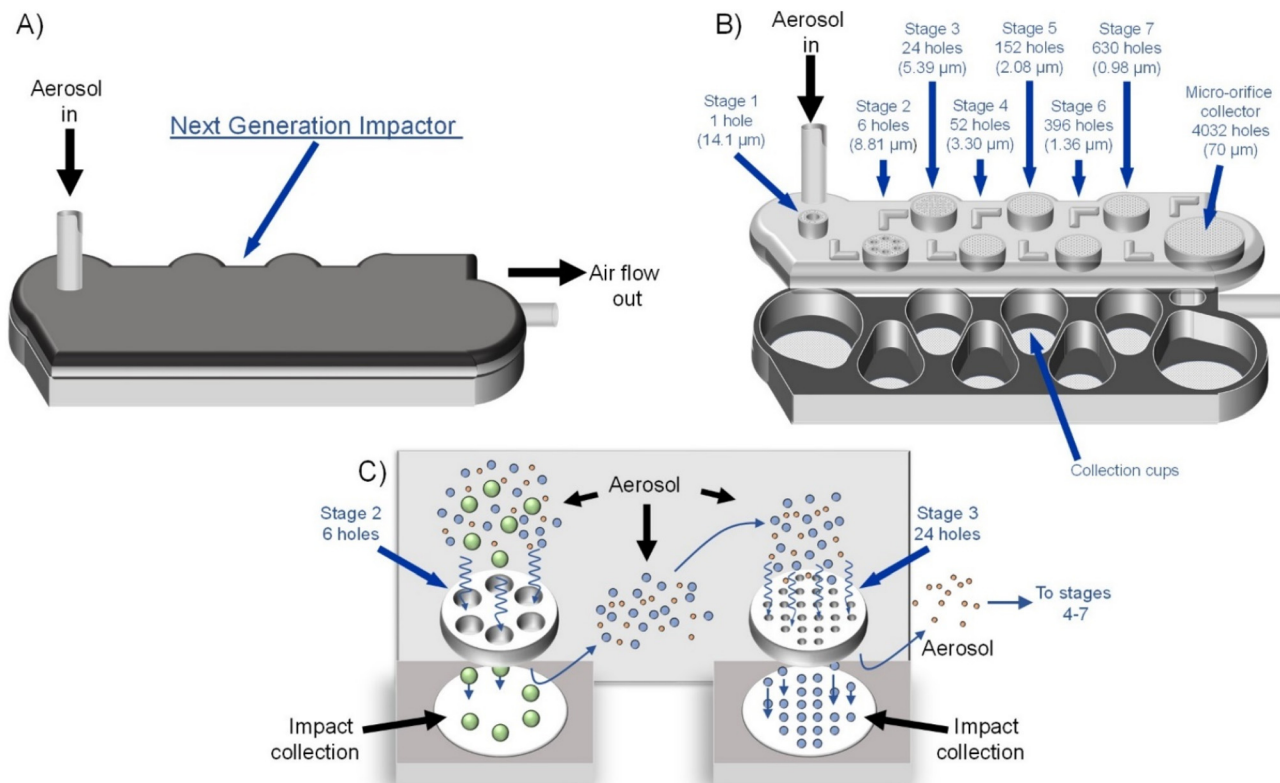 A)
Aerosol
in
Next Generation Impactor
Air flow
out
B)
Aerosol
in
Stage 1
1 hole
(14.1 µm)
Stage 2
6 holes
(8.81 µm)
Stage 3
24 holes
(5.39 µm)
Stage 4
52 holes
(3.30 µm)
Stage 5
152 holes
(2.08 µm)
Stage 6
396 holes
(1.36 µm)
Stage 7
630 holes
(0.98 µm)
Micro-orifice
collector
4032 holes
(70 µm)
Collection cups
C)
Stage 2
6 holes
Aerosol
Stage 3
24 holes
To stages
4-7
Aerosol
Impact
collection
Impact
collection